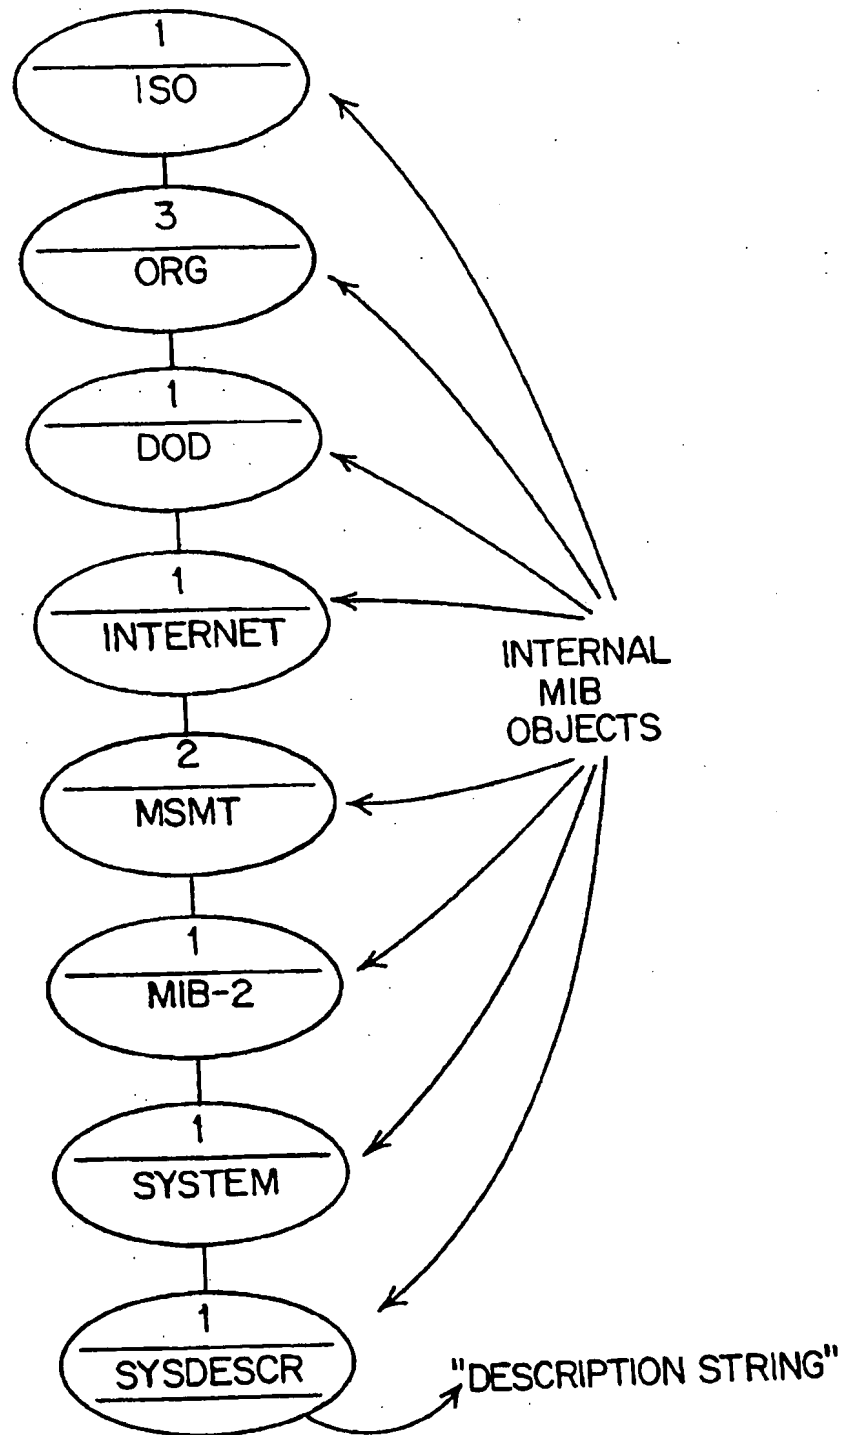 1
ISO
3
ORG
1
DOD
1
INTERNET
INTERNAL
MIB
OBJECTS
2
MSMT
1
MIB-2
1
SYSTEM
1
SYSDESCR
"DESCRIPTION STRING"